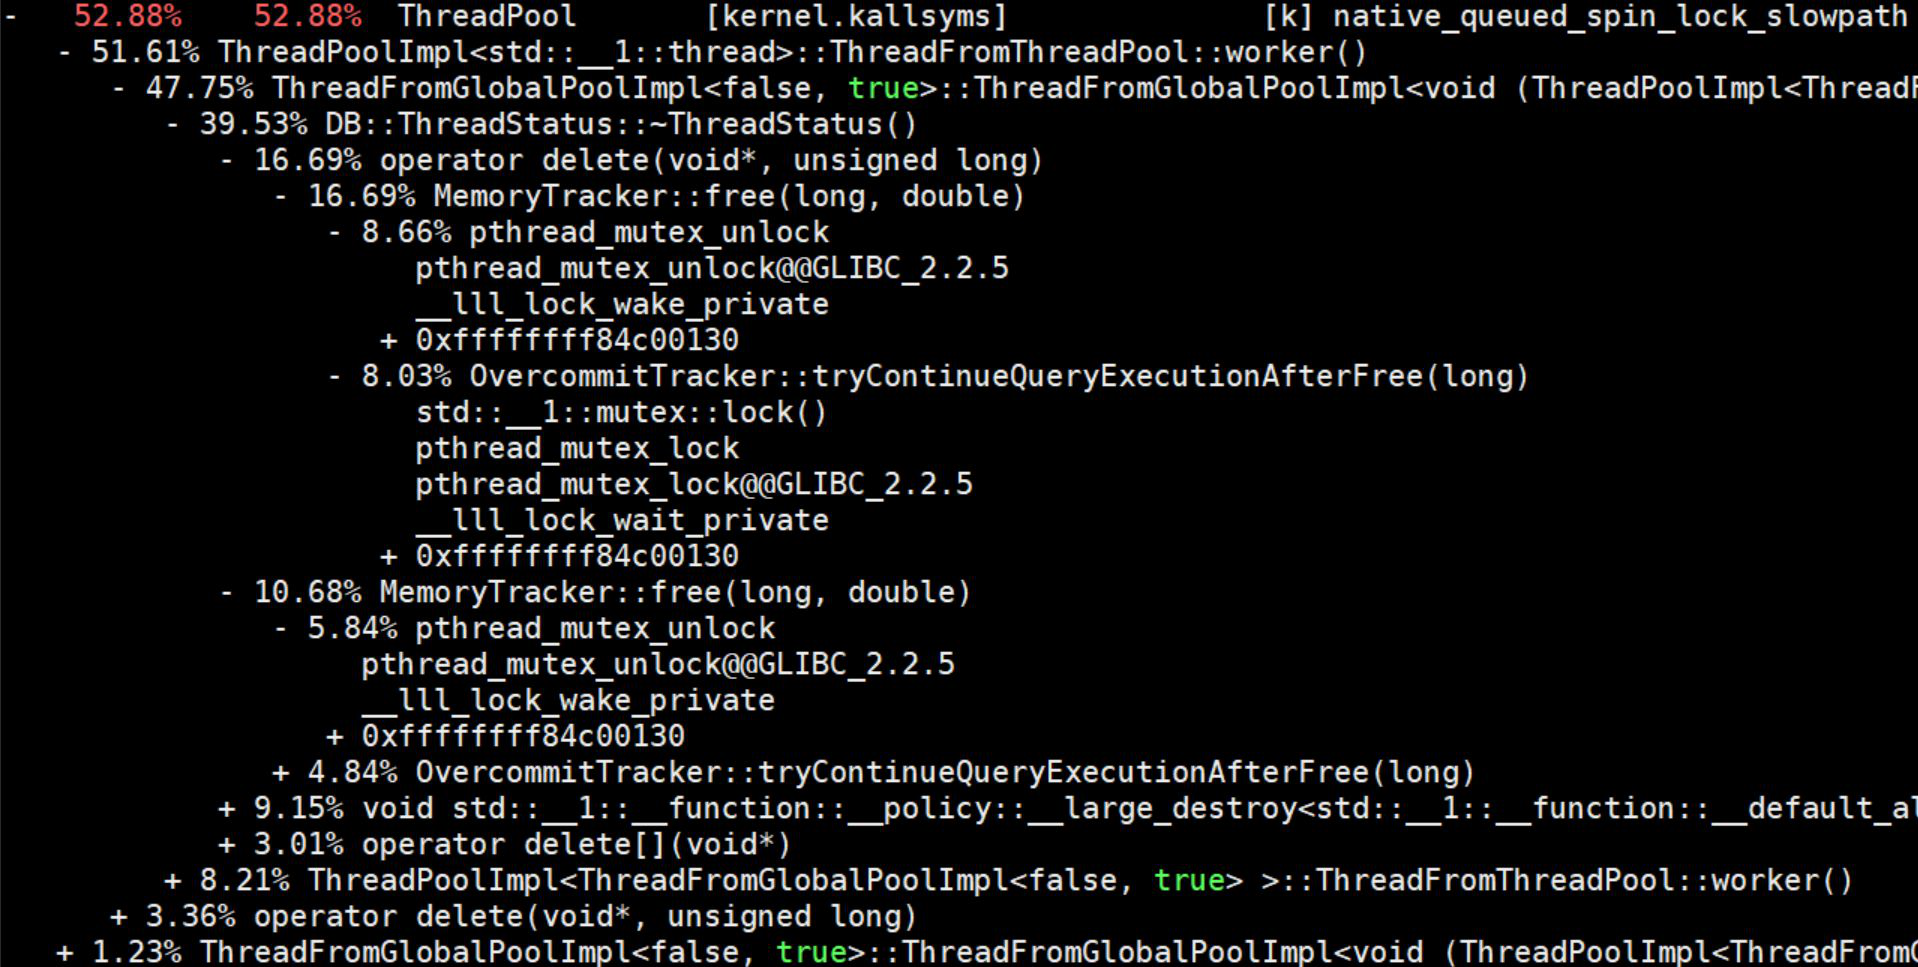 -   52.88%    52.88%  ThreadPool       [kernel.kallsyms]              [k] native_queued_spin_lock_slowpath
   - 51.61% ThreadPoolImpl<std::__1::thread>::ThreadFromThreadPool::worker()
      - 47.75% ThreadFromGlobalPoolImpl<false, true>::ThreadFromGlobalPoolImpl<void (ThreadPoolImpl<ThreadF
         - 39.53% DB::ThreadStatus::~ThreadStatus()
            - 16.69% operator delete(void*, unsigned long)
               - 16.69% MemoryTracker::free(long, double)
                  - 8.66% pthread_mutex_unlock
                       pthread_mutex_unlock@@GLIBC_2.2.5
                       __lll_lock_wake_private
                     + 0xffffffff84c00130
                  - 8.03% OvercommitTracker::tryContinueQueryExecutionAfterFree(long)
                       std::__1::mutex::lock()
                       pthread_mutex_lock
                       pthread_mutex_lock@@GLIBC_2.2.5
                       __lll_lock_wait_private
                     + 0xffffffff84c00130
            - 10.68% MemoryTracker::free(long, double)
               - 5.84% pthread_mutex_unlock
                    pthread_mutex_unlock@@GLIBC_2.2.5
                    __lll_lock_wake_private
                  + 0xffffffff84c00130
               + 4.84% OvercommitTracker::tryContinueQueryExecutionAfterFree(long)
            + 9.15% void std::__1::__function::__policy::__large_destroy<std::__1::__function::__default_al
            + 3.01% operator delete[](void*)
         + 8.21% ThreadPoolImpl<ThreadFromGlobalPoolImpl<false, true> >::ThreadFromThreadPool::worker()
      + 3.36% operator delete(void*, unsigned long)
   + 1.23% ThreadFromGlobalPoolImpl<false, true>::ThreadFromGlobalPoolImpl<void (ThreadPoolImpl<ThreadFromG